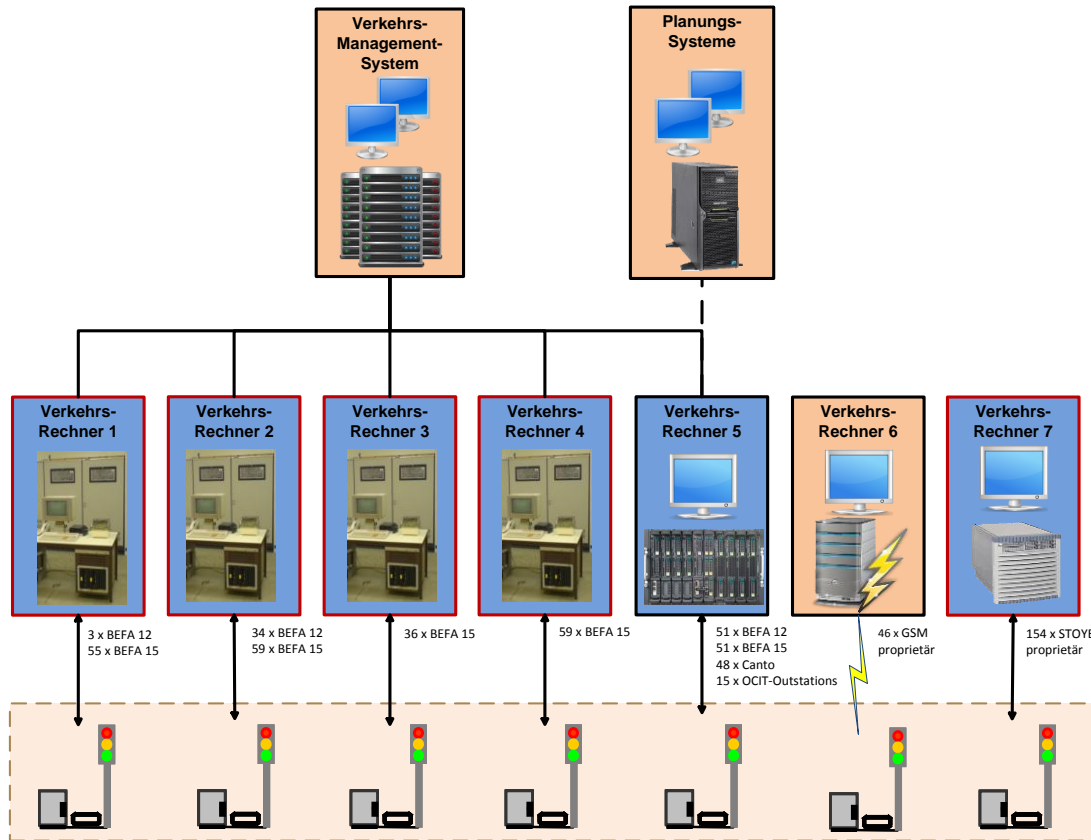 Verkehrs-
Management-
System
Planungs-
Systeme
Verkehrs-
Rechner 1
Verkehrs-
Rechner 2
Verkehrs-
Rechner 3
Verkehrs-
Rechner 4
Verkehrs-
Rechner 5
Verkehrs-
Rechner 6
Verkehrs-
Rechner 7
3 x BEFA 12
55 x BEFA 15
34 x BEFA 12
59 x BEFA 15
36 x BEFA 15
59 x BEFA 15
51 x BEFA 12
51 x BEFA 15
48 x Canto
15 x OCIT-Outstations
46 x GSM
proprietär
154 x STOYE
proprietär